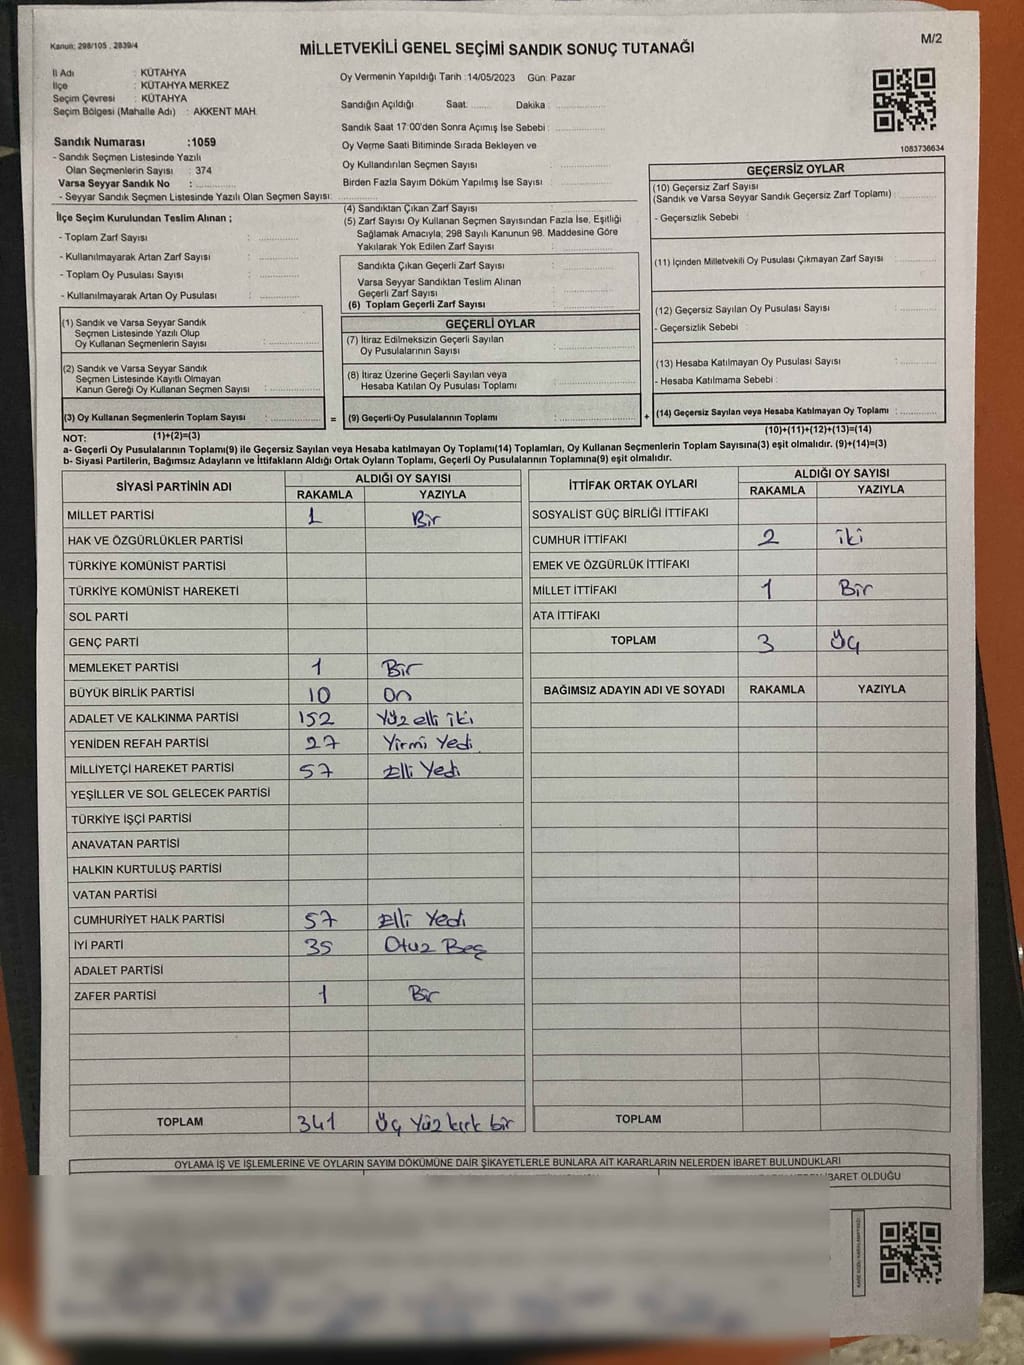 Kanun: 298/105 , 2839/4
M/2
MİLLETVEKİLİ GENEL SEÇİMİ SANDIK SONUÇ TUTANAĞI
İl Adı : KÜTAHYA
İlçe : KÜTAHYA MERKEZ
Seçim Çevresi : KÜTAHYA
Seçim Bölgesi (Mahalle Adı) : AKKENT MAH.
Sandık Numarası :1059
- Sandık Seçmen Listesinde Yazılı
Olan Seçmenlerin Sayısı : 374
Varsa Seyyar Sandık No :
- Seyyar Sandık Seçmen Listesinde Yazılı Olan Seçmen Sayısı:
Oy Vermenin Yapıldığı Tarih :14/05/2023 Gün: Pazar
Sandığın Açıldığı Saat: Dakika :
Sandık Saat 17:00'den Sonra Açımış İse Sebebi :
Oy Verme Saati Bitiminde Sırada Bekleyen ve
Oy Kullandırılan Seçmen Sayısı :
Birden Fazla Sayım Döküm Yapılmış İse Sayısı :
1083736634
İlçe Seçim Kurulundan Teslim Alınan ;
- Toplam Zarf Sayısı :
- Kullanılmayarak Artan Zarf Sayısı :
- Toplam Oy Pusulası Sayısı :
- Kullanılmayarak Artan Oy Pusulası :
(4) Sandıktan Çıkan Zarf Sayısı :
(5) Zarf Sayısı Oy Kullanan Seçmen Sayısından Fazla İse, Eşitliği
Sağlamak Amacıyla; 298 Sayılı Kanunun 98. Maddesine Göre
Yakılarak Yok Edilen Zarf Sayısı :
Sandıkta Çıkan Geçerli Zarf Sayısı :
Varsa Seyyar Sandıktan Teslim Alınan
Geçerli Zarf Sayısı :
(6) Toplam Geçerli Zarf Sayısı :
GEÇERSİZ OYLAR
(10) Geçersiz Zarf Sayısı
(Sandık ve Varsa Seyyar Sandık Geçersiz Zarf Toplamı) :
- Geçersizlik Sebebi :
(11) İçinden Milletvekili Oy Pusulası Çıkmayan Zarf Sayısı :
(12) Geçersiz Sayılan Oy Pusulası Sayısı :
- Geçersizlik Sebebi :
(13) Hesaba Katılmayan Oy Pusulası Sayısı :
- Hesaba Katılmama Sebebi :
(14) Geçersiz Sayılan veya Hesaba Katılmayan Oy Toplamı :
(10)+(11)+(12)+(13)=(14)
(1) Sandık ve Varsa Seyyar Sandık
Seçmen Listesinde Yazılı Olup
Oy Kullanan Seçmenlerin Sayısı :
(2) Sandık ve Varsa Seyyar Sandık
Seçmen Listesinde Kayıtlı Olmayan
Kanun Gereği Oy Kullanan Seçmen Sayısı :
(3) Oy Kullanan Seçmenlerin Toplam Sayısı :
(1)+(2)=(3)
GEÇERLİ OYLAR
(7) İtiraz Edilmeksizin Geçerli Sayılan
Oy Pusulalarının Sayısı :
(8) İtiraz Üzerine Geçerli Sayılan veya
Hesaba Katılan Oy Pusulası Toplamı :
= (9) Geçerli Oy Pusulalarının Toplamı : +
NOT:
a- Geçerli Oy Pusulalarının Toplamı(9) ile Geçersiz Sayılan veya Hesaba katılmayan Oy Toplamı(14) Toplamları, Oy Kullanan Seçmenlerin Toplam Sayısına(3) eşit olmalıdır. (9)+(14)=(3)
b- Siyasi Partilerin, Bağımsız Adayların ve İttifakların Aldığı Ortak Oyların Toplamı, Geçerli Oy Pusulalarının Toplamına(9) eşit olmalıdır.
SİYASİ PARTİNİN ADI ALDIĞI OY SAYISI
RAKAMLA YAZIYLA
MİLLET PARTİSİ 1 Bir
HAK VE ÖZGÜRLÜKLER PARTİSİ
TÜRKİYE KOMÜNİST PARTİSİ
TÜRKİYE KOMÜNİST HAREKETİ
SOL PARTİ
GENÇ PARTİ
MEMLEKET PARTİSİ 1 Bir
BÜYÜK BİRLİK PARTİSİ 10 On
ADALET VE KALKINMA PARTİSİ 152 Yüz elli iki
YENİDEN REFAH PARTİSİ 27 Yirmi Yedi
MİLLİYETÇİ HAREKET PARTİSİ 57 Elli Yedi
YEŞİLLER VE SOL GELECEK PARTİSİ
TÜRKİYE İŞÇİ PARTİSİ
ANAVATAN PARTİSİ
HALKIN KURTULUŞ PARTİSİ
VATAN PARTİSİ
CUMHURİYET HALK PARTİSİ 57 Elli Yedi
İYİ PARTİ 35 Otuz Beş
ADALET PARTİSİ
ZAFER PARTİSİ 1 Bir
TOPLAM 341 Üç Yüz kırk bir
İTTİFAK ORTAK OYLARI ALDIĞI OY SAYISI
RAKAMLA YAZIYLA
SOSYALİST GÜÇ BİRLİĞİ İTTİFAKI
CUMHUR İTTİFAKI 2 iki
EMEK VE ÖZGÜRLÜK İTTİFAKI
MİLLET İTTİFAKI 1 Bir
ATA İTTİFAKI
TOPLAM 3 Üç
BAĞIMSIZ ADAYIN ADI VE SOYADI RAKAMLA YAZIYLA
TOPLAM
OYLAMA İŞ VE İŞLEMLERİNE VE OYLARIN SAYIM DÖKÜMÜNE DAİR ŞİKAYETLERLE BUNLARA AİT KARARLARIN NELERDEN İBARET BULUNDUKLARI
İBARET OLDUĞU